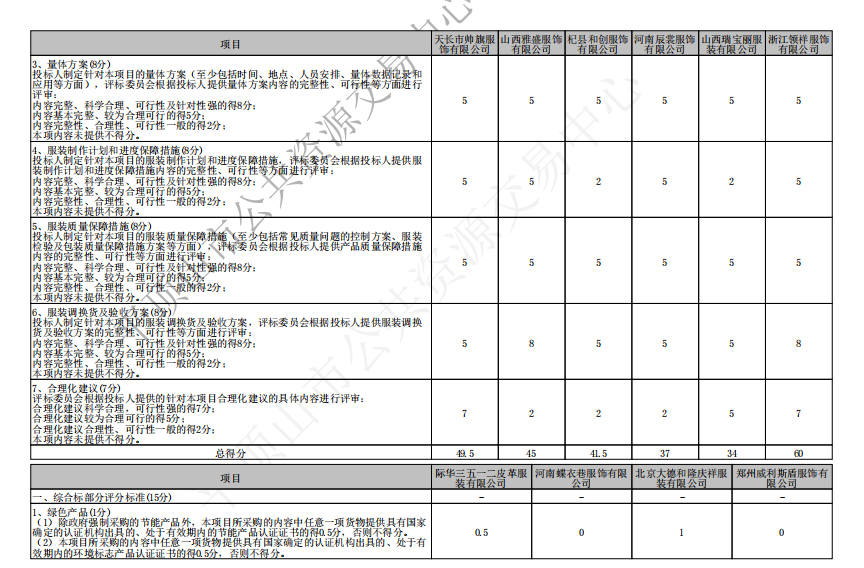 项目
天长市帅旗服饰有限公司
山西雅盛服饰有限公司
杞县和创服饰有限公司
河南辰裳服饰有限公司
山西瑞宝丽服装有限公司
浙江领祥服饰有限公司
3、量体方案(8分)
投标人制定针对本项目的量体方案（至少包括时间、地点、人员安排、量体数据记录和
应用等方面），评标委员会根据投标人提供量体方案内容的完整性、可行性等方面进行
评审:
内容完整、科学合理、可行性及针对性强的得8分;
内容基本完整、较为合理可行的得5分;
内容完整性、合理性、可行性一般的得2分;
本项内容未提供不得分。
5 5 5 5 5 5
4、服装制作计划和进度保障措施(8分)
投标人制定针对本项目的服装制作计划和进度保障措施，评标委员会根据投标人提供服
装制作计划和进度保障措施内容的完整性、可行性等方面进行评审:
内容完整、科学合理、可行性及针对性强的得8分;
内容基本完整、较为合理可行的得5分;
内容完整性、合理性、可行性一般的得2分;
本项内容未提供不得分。
5 5 2 5 2 5
5、服装质量保障措施(8分)
投标人制定针对本项目的服装质量保障措施（至少包括常见质量问题的控制方案、服装
检验及包装质量保障措施方案等方面），评标委员会根据投标人提供产品质量保障措施
内容的完整性、可行性等方面进行评审:
内容完整、科学合理、可行性及针对性强的得8分;
内容基本完整、较为合理可行的得5分;
内容完整性、合理性、可行性一般的得2分;
本项内容未提供不得分。
5 5 5 5 5 5
6、服装调换货及验收方案(8分)
投标人制定针对本项目的服装调换货及验收方案，评标委员会根据投标人提供服装调换
货及验收方案的完整性、可行性等方面进行评审:
内容完整、科学合理、可行性及针对性强的得8分;
内容基本完整、较为合理可行的得5分;
内容完整性、合理性、可行性一般的得2分;
本项内容未提供不得分。
5 8 5 5 5 8
7、合理化建议(7分)
评标委员会根据投标人提供的针对本项目合理化建议的具体内容进行评审:
合理化建议科学合理，可行性强的得7分;
合理化建议较为合理可行的得5分;
合理化建议合理性、可行性一般的得2分;
本项内容未提供不得分。
7 2 2 2 5 7
总得分 49.5 45 41.5 37 34 60
项目
际华三五一二皮革服装有限公司
河南蝶衣巷服饰有限公司
北京大德和隆庆祥服装有限公司
郑州威利斯盾服饰有限公司
一、综合标部分评分标准(15分) – – – –
1、绿色产品(1分)
（1）除政府强制采购的节能产品外，本项目所采购的内容中任意一项货物提供具有国家
确定的认证机构出具的、处于有效期内的节能产品认证证书的得0.5分，否则不得分。
（2）本项目所采购的内容中任意一项货物提供具有国家确定的认证机构出具的、处于有
效期内的环境标志产品认证证书的得0.5分，否则不得分。
0.5 0 1 0
平顶山市公共资源交易中心
平顶山市公共资源交易中心